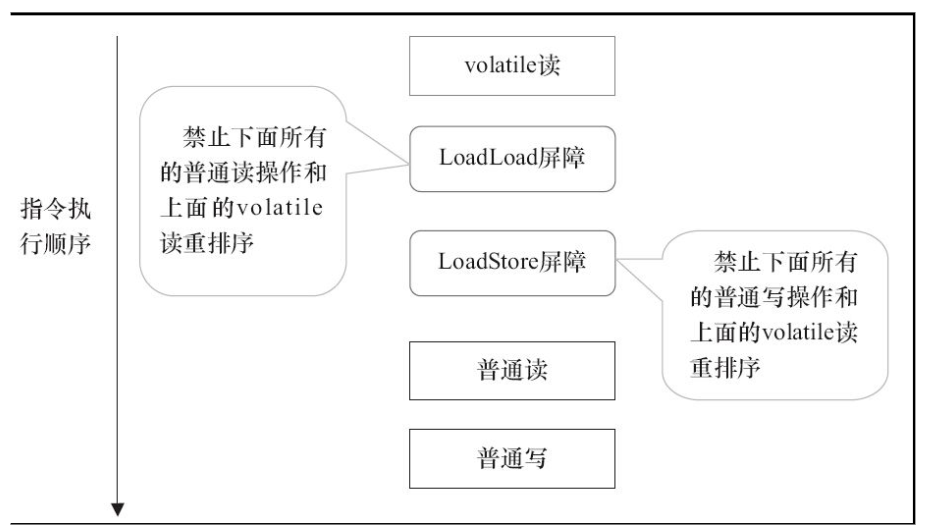 volatile读
禁止下面所有
的普通读操作和
上面的volatile
读重排序
LoadLoad屏障
指令执
行顺序
LoadStore屏障
禁止下面所有
的普通写操作和
上面的volatile读
重排序
普通读
普通写